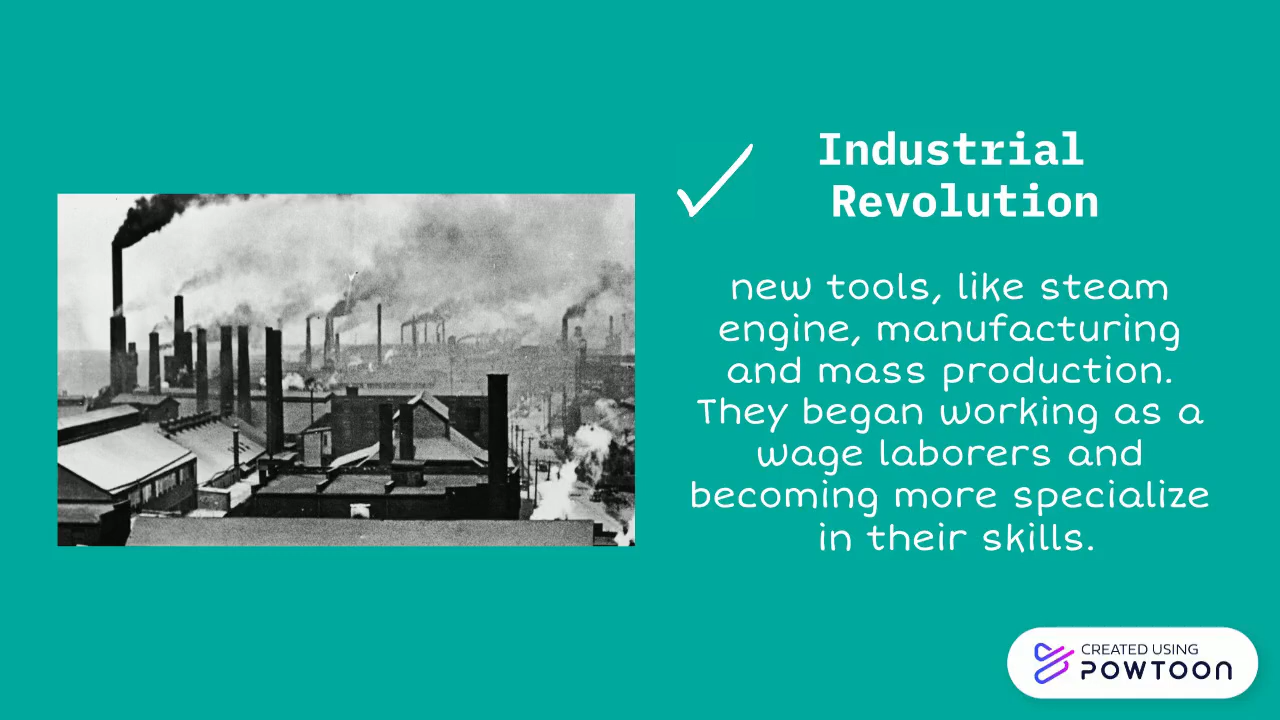 Industrial
Revolution
new tools, like steam
engine, manufacturing
and mass production.
They began working as a
wage laborers and
becoming more specialize
in their skills.
CREATED USING
POWTOON